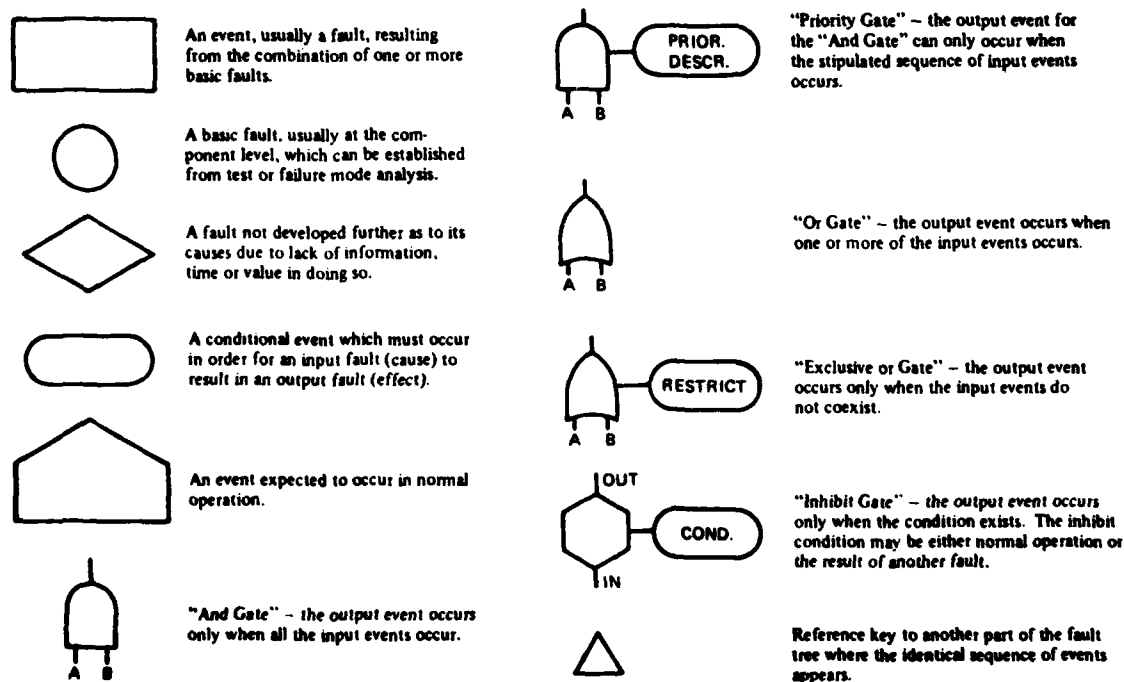 An event, usually a fault, resulting
from the combination of one or more
basic faults.
A basic fault, usually at the com-
ponent level, which can be established
from test or failure mode analysis.
A fault not developed further as to its
causes due to lack of information,
time or value in doing so.
A conditional event which must occur
in order for an input fault (cause) to
result in an output fault (effect).
An event expected to occur in normal
operation.
A B
"And Gate" – the output event occurs
only when all the input events occur.
PRIOR.
DESCR.
A B
"Priority Gate" – the output event for
the "And Gate" can only occur when
the stipulated sequence of input events
occurs.
A B
"Or Gate" – the output event occurs when
one or more of the input events occurs.
RESTRICT
A B
"Exclusive or Gate" – the output event
occurs only when the input events do
not coexist.
OUT
COND.
IN
"Inhibit Gate" – the output event occurs
only when the condition exists. The inhibit
condition may be either normal operation or
the result of another fault.
Reference key to another part of the fault
tree where the identical sequence of events
appears.